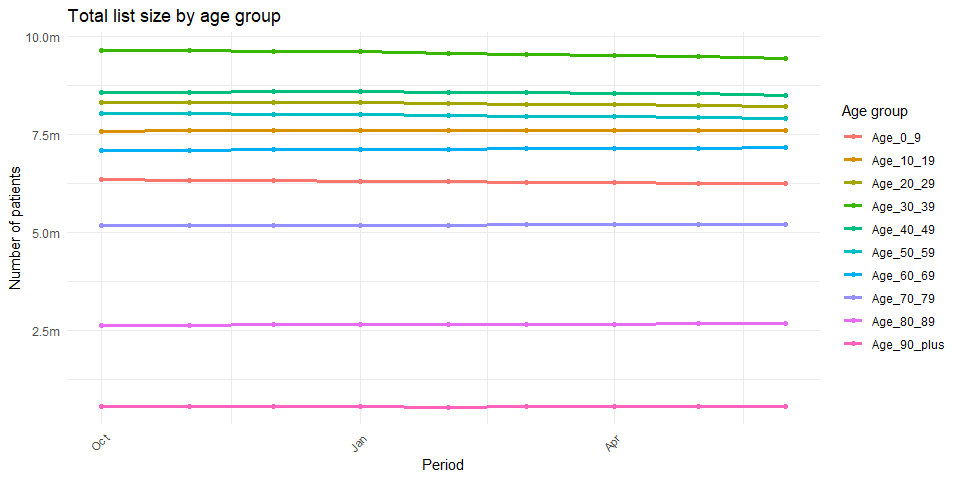 Total list size by age group
10.0m
7.5m
5.0m
2.5m
Number of patients
Oct
Jan
Apr
Period
Age group
Age_0_9
Age_10_19
Age_20_29
Age_30_39
Age_40_49
Age_50_59
Age_60_69
Age_70_79
Age_80_89
Age_90_plus